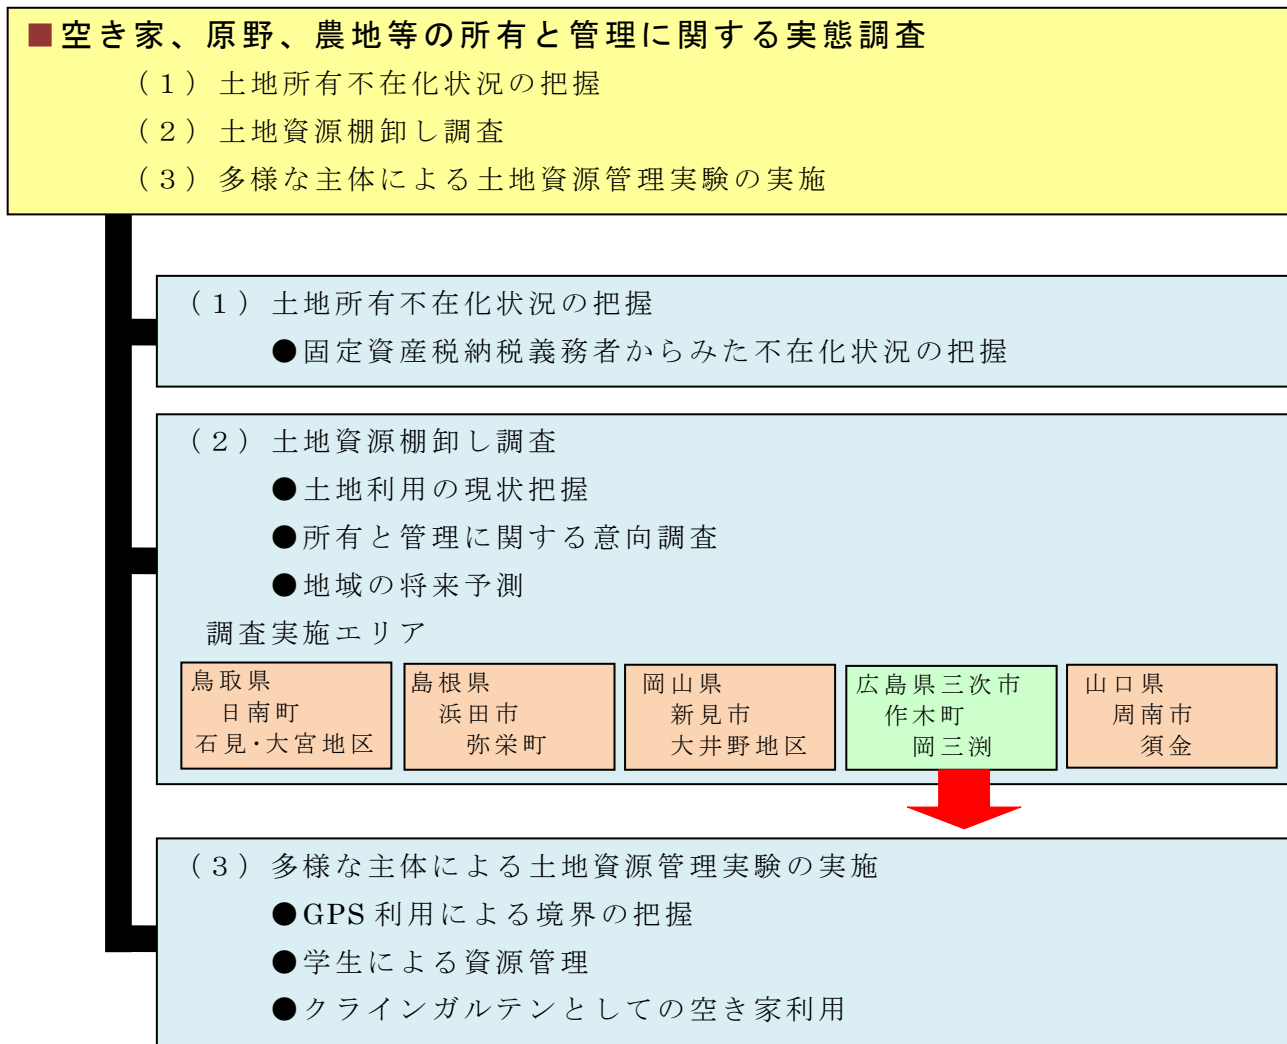 ■空き家、原野、農地等の所有と管理に関する実態調査
（１）土地所有不在化状況の把握
（２）土地資源棚卸し調査
（３）多様な主体による土地資源管理実験の実施
（１）土地所有不在化状況の把握
●固定資産税納税義務者からみた不在化状況の把握
（２）土地資源棚卸し調査
●土地利用の現状把握
●所有と管理に関する意向調査
●地域の将来予測
調査実施エリア
鳥取県
日南町
石見・大宮地区
島根県
浜田市
弥栄町
岡山県
新見市
大井野地区
広島県三次市
作木町
岡三渕
山口県
周南市
須金
（３）多様な主体による土地資源管理実験の実施
●GPS 利用による境界の把握
●学生による資源管理
●クラインガルテンとしての空き家利用